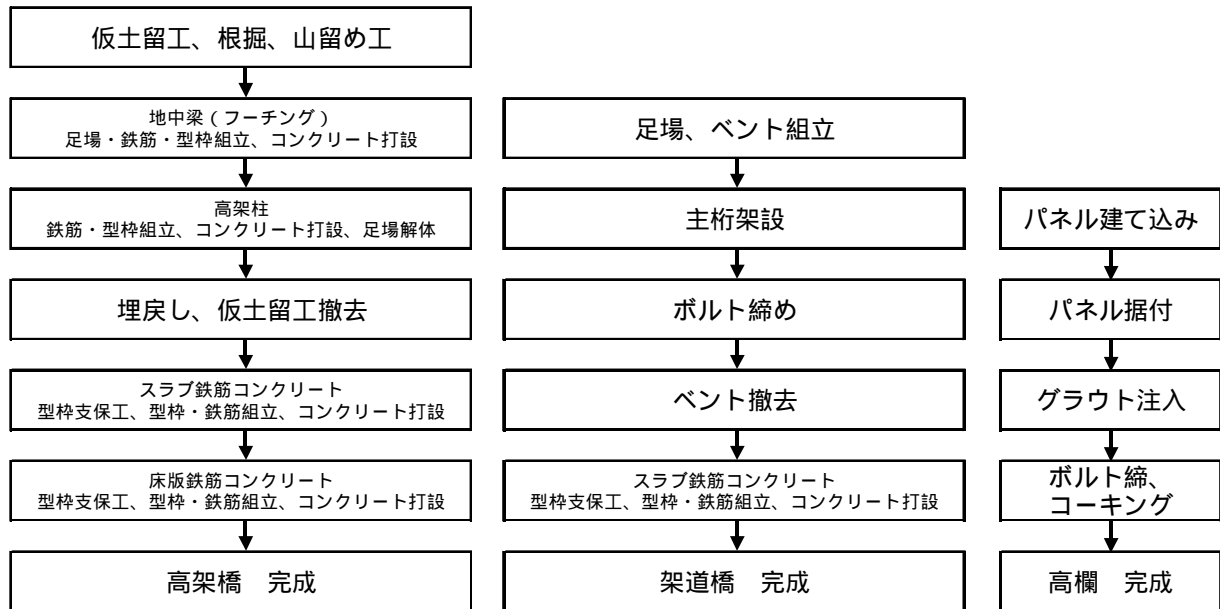 仮土留工、根掘、山留め工
地中梁（フーチング）
足場・鉄筋・型枠組立、コンクリート打設
高架柱
鉄筋・型枠組立、コンクリート打設、足場解体
埋戻し、仮土留工撤去
スラブ鉄筋コンクリート
型枠支保工、型枠・鉄筋組立、コンクリート打設
床版鉄筋コンクリート
型枠支保工、型枠・鉄筋組立、コンクリート打設
高架橋　完成
足場、ベント組立
主桁架設
ボルト締め
ベント撤去
スラブ鉄筋コンクリート
型枠支保工、型枠・鉄筋組立、コンクリート打設
架道橋　完成
パネル建て込み
パネル据付
グラウト注入
ボルト締、
コーキング
高欄　完成